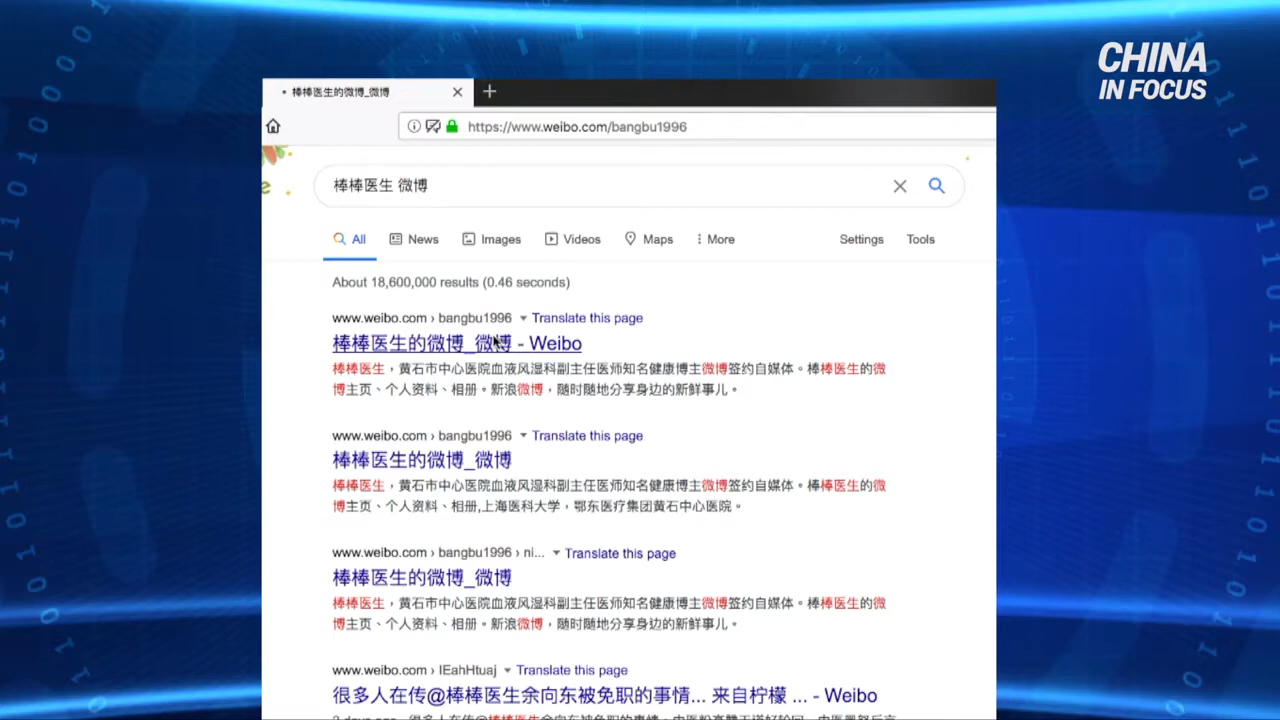 CHINA
IN FOCUS
棒棒医生的微博_微博
https://www.weibo.com/bangbu1996
棒棒医生 微博
All News Images Videos Maps More Settings Tools
About 18,600,000 results (0.46 seconds)
www.weibo.com › bangbu1996 Translate this page
棒棒医生的微博_微博 - Weibo
棒棒医生，黄石市中心医院血液风湿科副主任医师知名健康博主微博签约自媒体。棒棒医生的微
博主页、个人资料、相册。新浪微博，随时随地分享身边的新鲜事儿。
www.weibo.com › bangbu1996 Translate this page
棒棒医生的微博_微博
棒棒医生，黄石市中心医院血液风湿科副主任医师知名健康博主微博签约自媒体。棒棒医生的微
博主页、个人资料、相册,上海医科大学，鄂东医疗集团黄石中心医院。
www.weibo.com › bangbu1996 › ni... Translate this page
棒棒医生的微博_微博
棒棒医生，黄石市中心医院血液风湿科副主任医师知名健康博主微博签约自媒体。棒棒医生的微
博主页、个人资料、相册。新浪微博，随时随地分享身边的新鲜事儿。
www.weibo.com › IEahHtuaj Translate this page
很多人在传@棒棒医生余向东被免职的事情... 来自柠檬 ... - Weibo